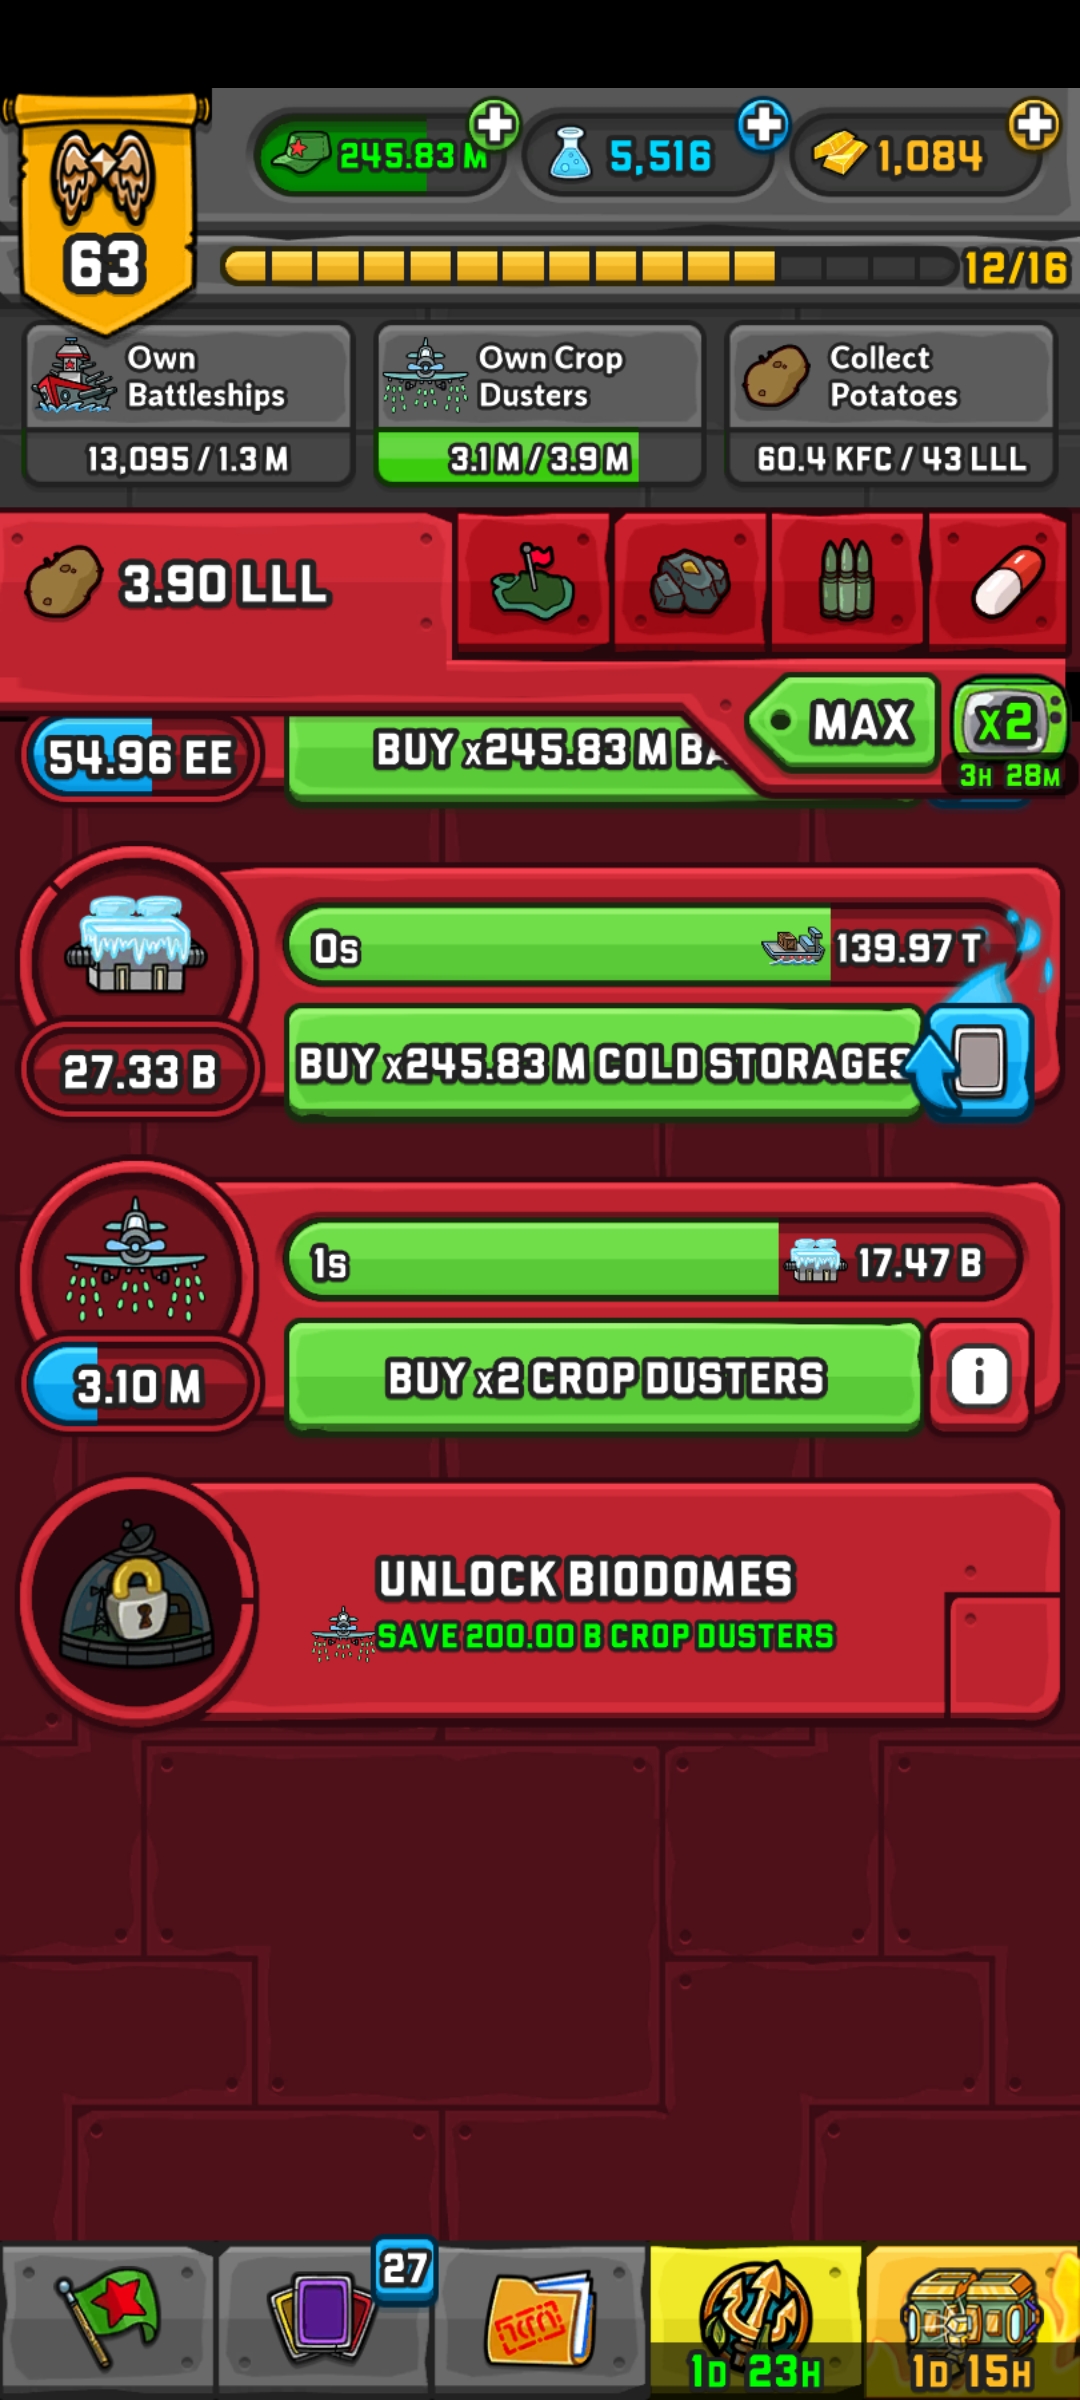 245.83 M
5,516
1,084
63
12/16
Own
Battleships
13,095 / 1.3 M
Own Crop
Dusters
3.1 M / 3.9 M
Collect
Potatoes
60.4 KFC / 43 LLL
3.90 LLL
MAX
x2
3H 28M
54.96 EE
BUY x245.83 M BA
0s
139.97 T
27.33 B
BUY x245.83 M COLD STORAGES
1s
17.47 B
3.10 M
BUY x2 CROP DUSTERS
i
UNLOCK BIODOMES
SAVE 200.00 B CROP DUSTERS
27
1D 23H
1D 15H